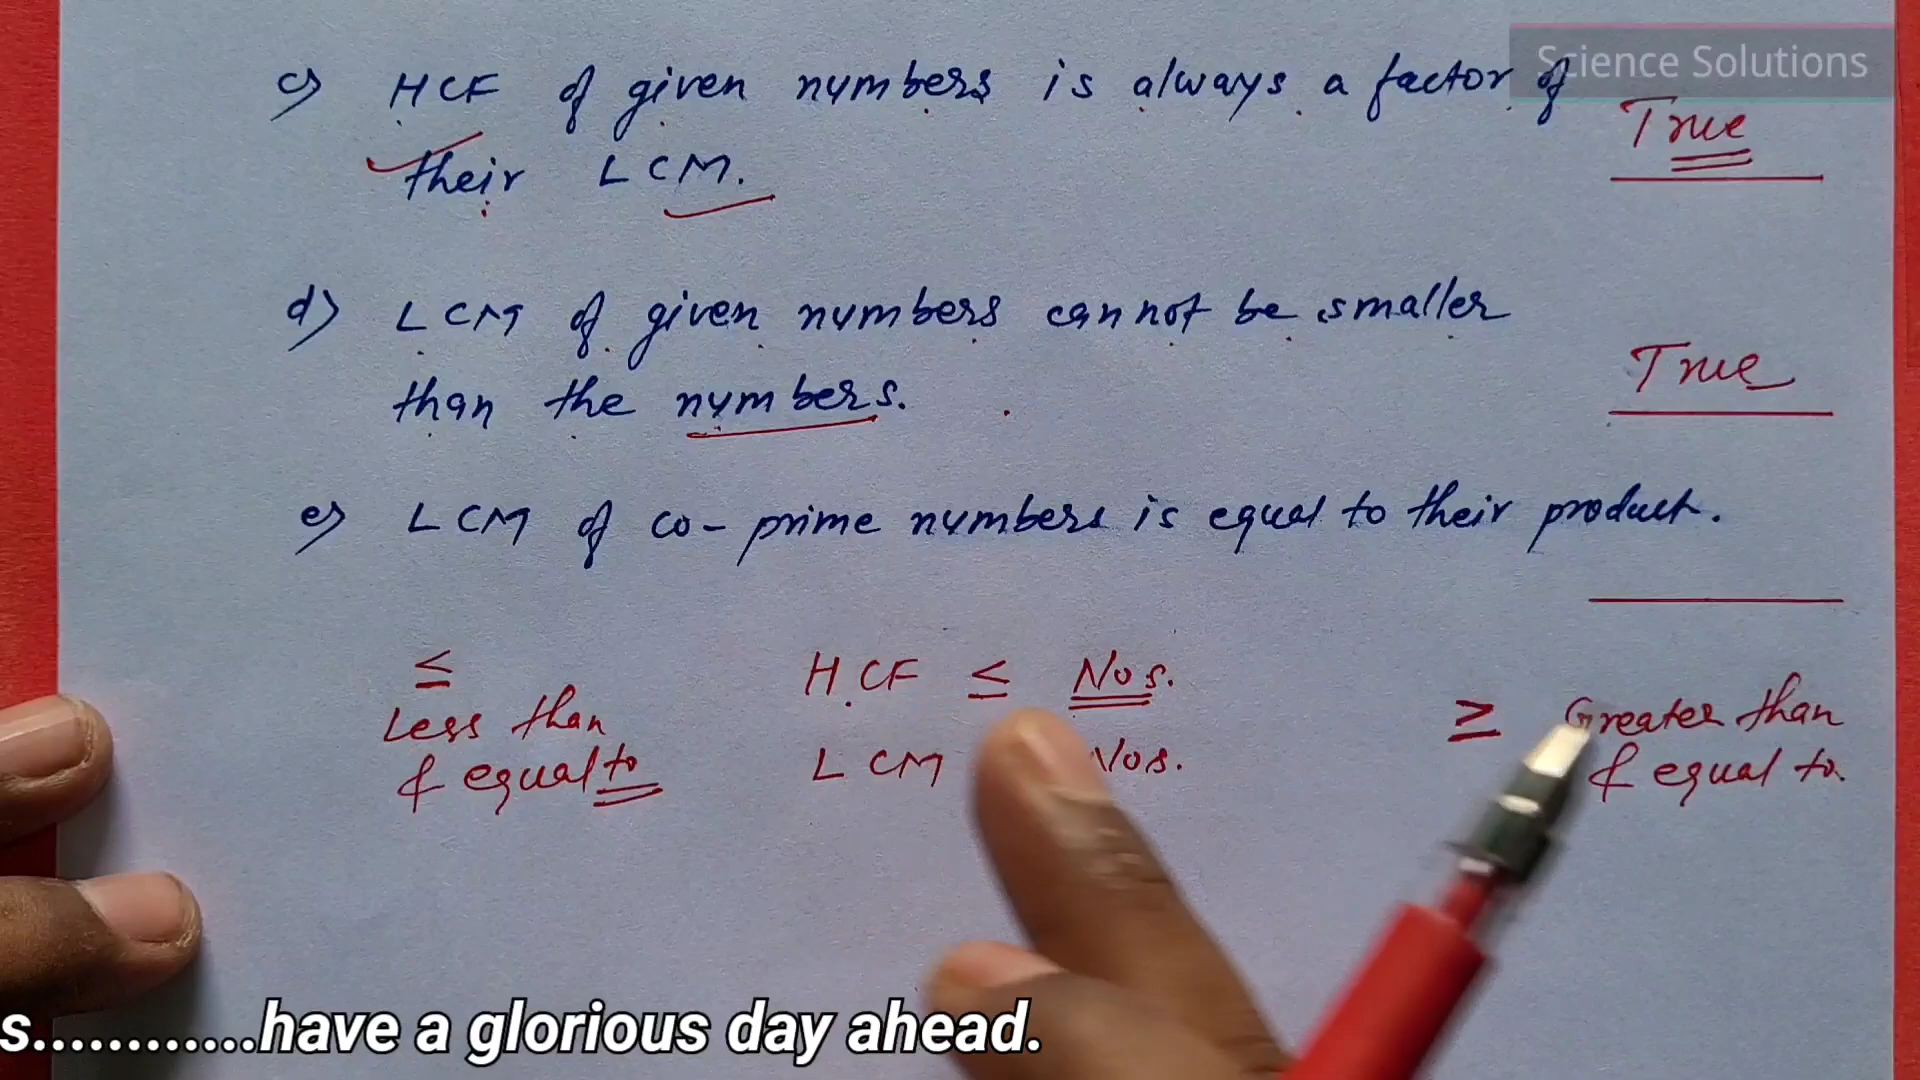 Science Solutions
c) HCF of given numbers is always a factor of
their LCM.
True
d) LCM of given numbers cannot be smaller
than the numbers.
True
e) LCM of co-prime numbers is equal to their product.
≤
Less than
& equal to
HCF ≤ Nos.
LCM Nos.
≥ Greater than
& equal to.
s............have a glorious day ahead.